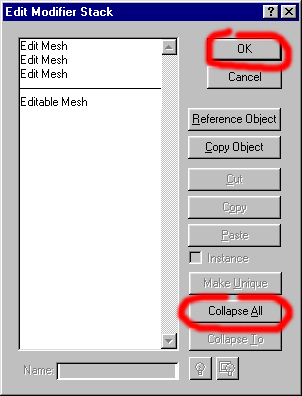 Edit Modifier Stack
Edit Mesh
Edit Mesh
Edit Mesh
Editable Mesh
OK
Cancel
Reference Object
Copy Object
Cut
Copy
Paste
Instance
Make Unique
Collapse All
Collapse To
Name: